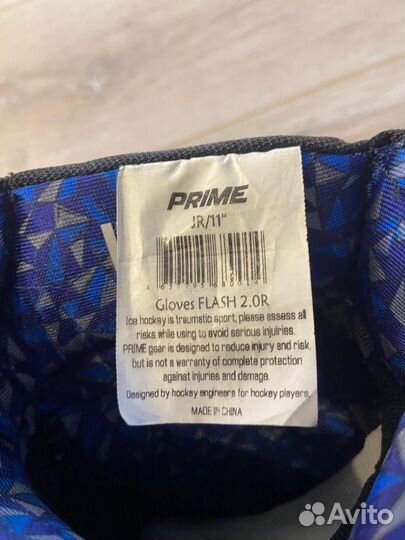 PRIME
JR/11"
Gloves FLASH 2.0R
Ice hockey is traumatic sport, please assess all
risks while using to avoid serious injuiries.
PRIME gear is designed to reduce injury and risk,
but is not a warranty of complete protection
against injuries and damage.
Designed by hockey engineers for hockey players.
MADE IN CHINA
Avito